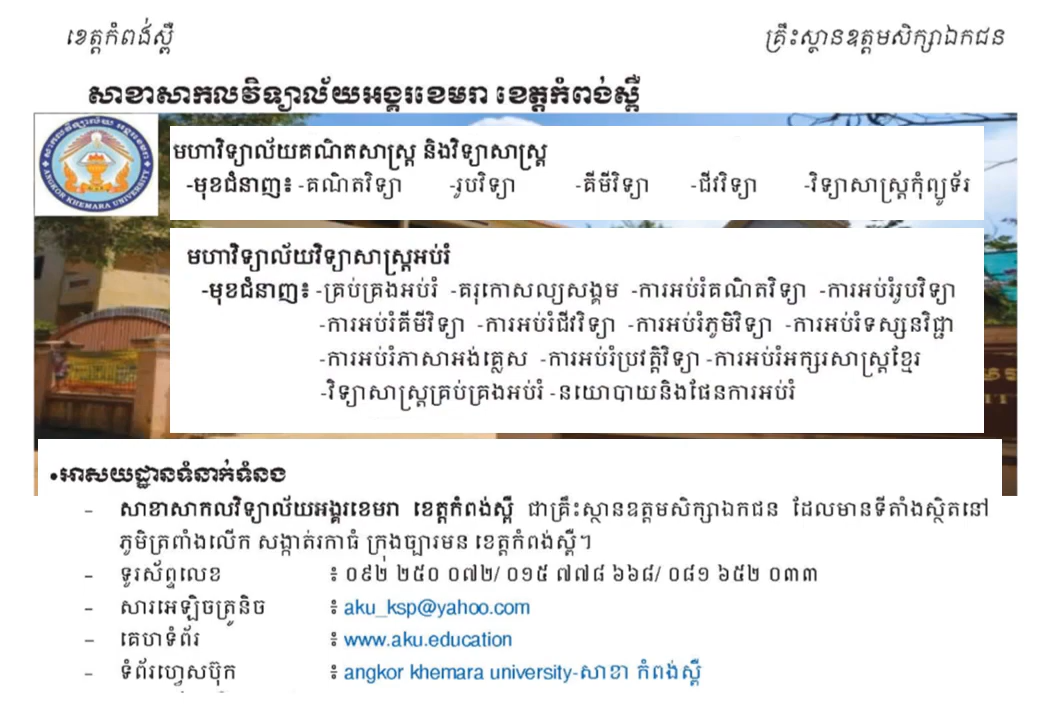 ខេត្តកំពង់ស្ពឺ
គ្រឹះស្ថានឧត្តមសិក្សាឯកជន
សាខាសាកលវិទ្យាល័យអង្គរខេមរា ខេត្តកំពង់ស្ពឺ
សាកលវិទ្យាល័យ អង្គរខេមរា
ANGKOR KHEMARA UNIVERSITY
មហាវិទ្យាល័យគណិតសាស្ត្រ និងវិទ្យាសាស្ត្រ
-មុខជំនាញ៖ -គណិតវិទ្យា -រូបវិទ្យា -គីមីវិទ្យា -ជីវវិទ្យា -វិទ្យាសាស្ត្រកុំព្យូទ័រ
មហាវិទ្យាល័យវិទ្យាសាស្ត្រអប់រំ
-មុខជំនាញ៖ -គ្រប់គ្រងអប់រំ -គរុកោសល្យសង្គម -ការអប់រំគណិតវិទ្យា -ការអប់រំរូបវិទ្យា
-ការអប់រំគីមីវិទ្យា -ការអប់រំជីវវិទ្យា -ការអប់រំភូមិវិទ្យា -ការអប់រំទស្សនវិជ្ជា
-ការអប់រំភាសាអង់គ្លេស -ការអប់រំប្រវត្តិវិទ្យា -ការអប់រំអក្សរសាស្ត្រខ្មែរ
-វិទ្យាសាស្ត្រគ្រប់គ្រងអប់រំ -នយោបាយនិងផែនការអប់រំ
•អាសយដ្ឋានទំនាក់ទំនង
– សាខាសាកលវិទ្យាល័យអង្គរខេមរា ខេត្តកំពង់ស្ពឺ ជាគ្រឹះស្ថានឧត្តមសិក្សាឯកជន ដែលមានទីតាំងស្ថិតនៅ
ភូមិត្រពាំងលើក សង្កាត់រកាធំ ក្រុងច្បារមន ខេត្តកំពង់ស្ពឺ។
– ទូរស័ព្ទលេខ ៖ ០៩២ ២៥០ ០៧២/ ០១៥ ៧៧៨ ៦៦៨/ ០៨១ ៦៥២ ០៣៣
– សារអេឡិចត្រូនិច ៖ aku_ksp@yahoo.com
– គេហទំព័រ ៖ www.aku.education
– ទំព័រហ្វេសប៊ុក ៖ angkor khemara university-សាខា កំពង់ស្ពឺ